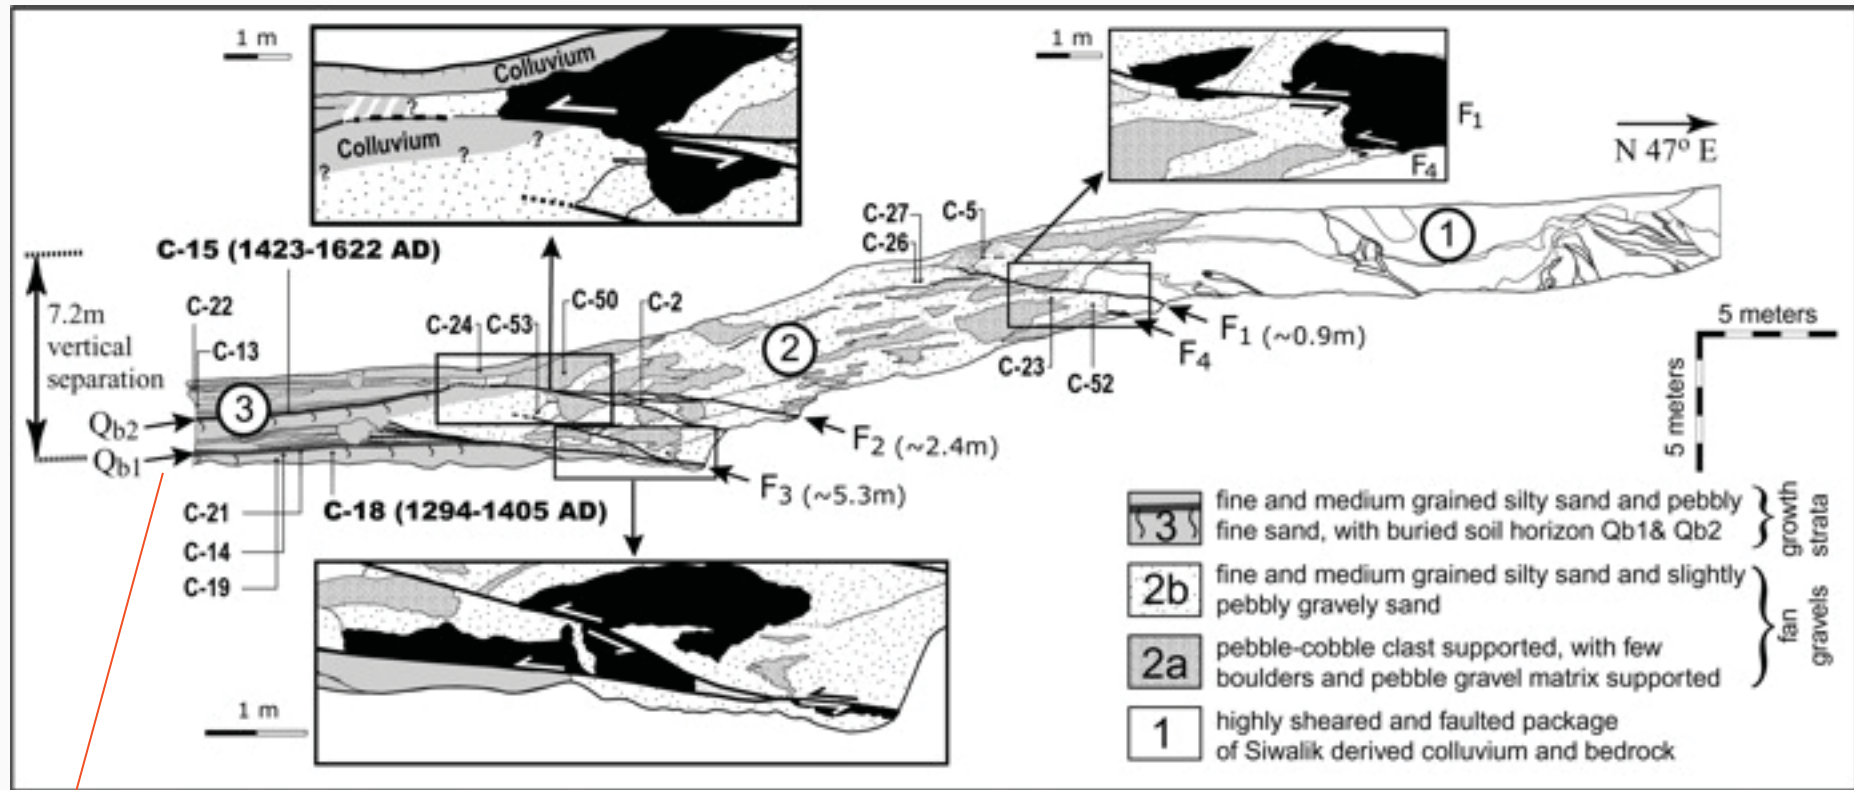 1 m
Colluvium
?
Colluvium
?
?
?
1 m
F1
F4
N 47º E
C-27
C-5
C-26
1
C-15 (1423-1622 AD)
7.2m
vertical
separation
C-22
C-13
C-24
C-53
C-50
C-2
2
3
Qb2
Qb1
F1 (~0.9m)
F4
C-23
C-52
5 meters
5 meters
F2 (~2.4m)
F3 (~5.3m)
C-21
C-18 (1294-1405 AD)
C-14
C-19
1 m
3
fine and medium grained silty sand and pebbly
fine sand, with buried soil horizon Qb1& Qb2
growth
strata
2b
fine and medium grained silty sand and slightly
pebbly gravely sand
2a
pebble-cobble clast supported, with few
boulders and pebble gravel matrix supported
fan
gravels
1
highly sheared and faulted package
of Siwalik derived colluvium and bedrock